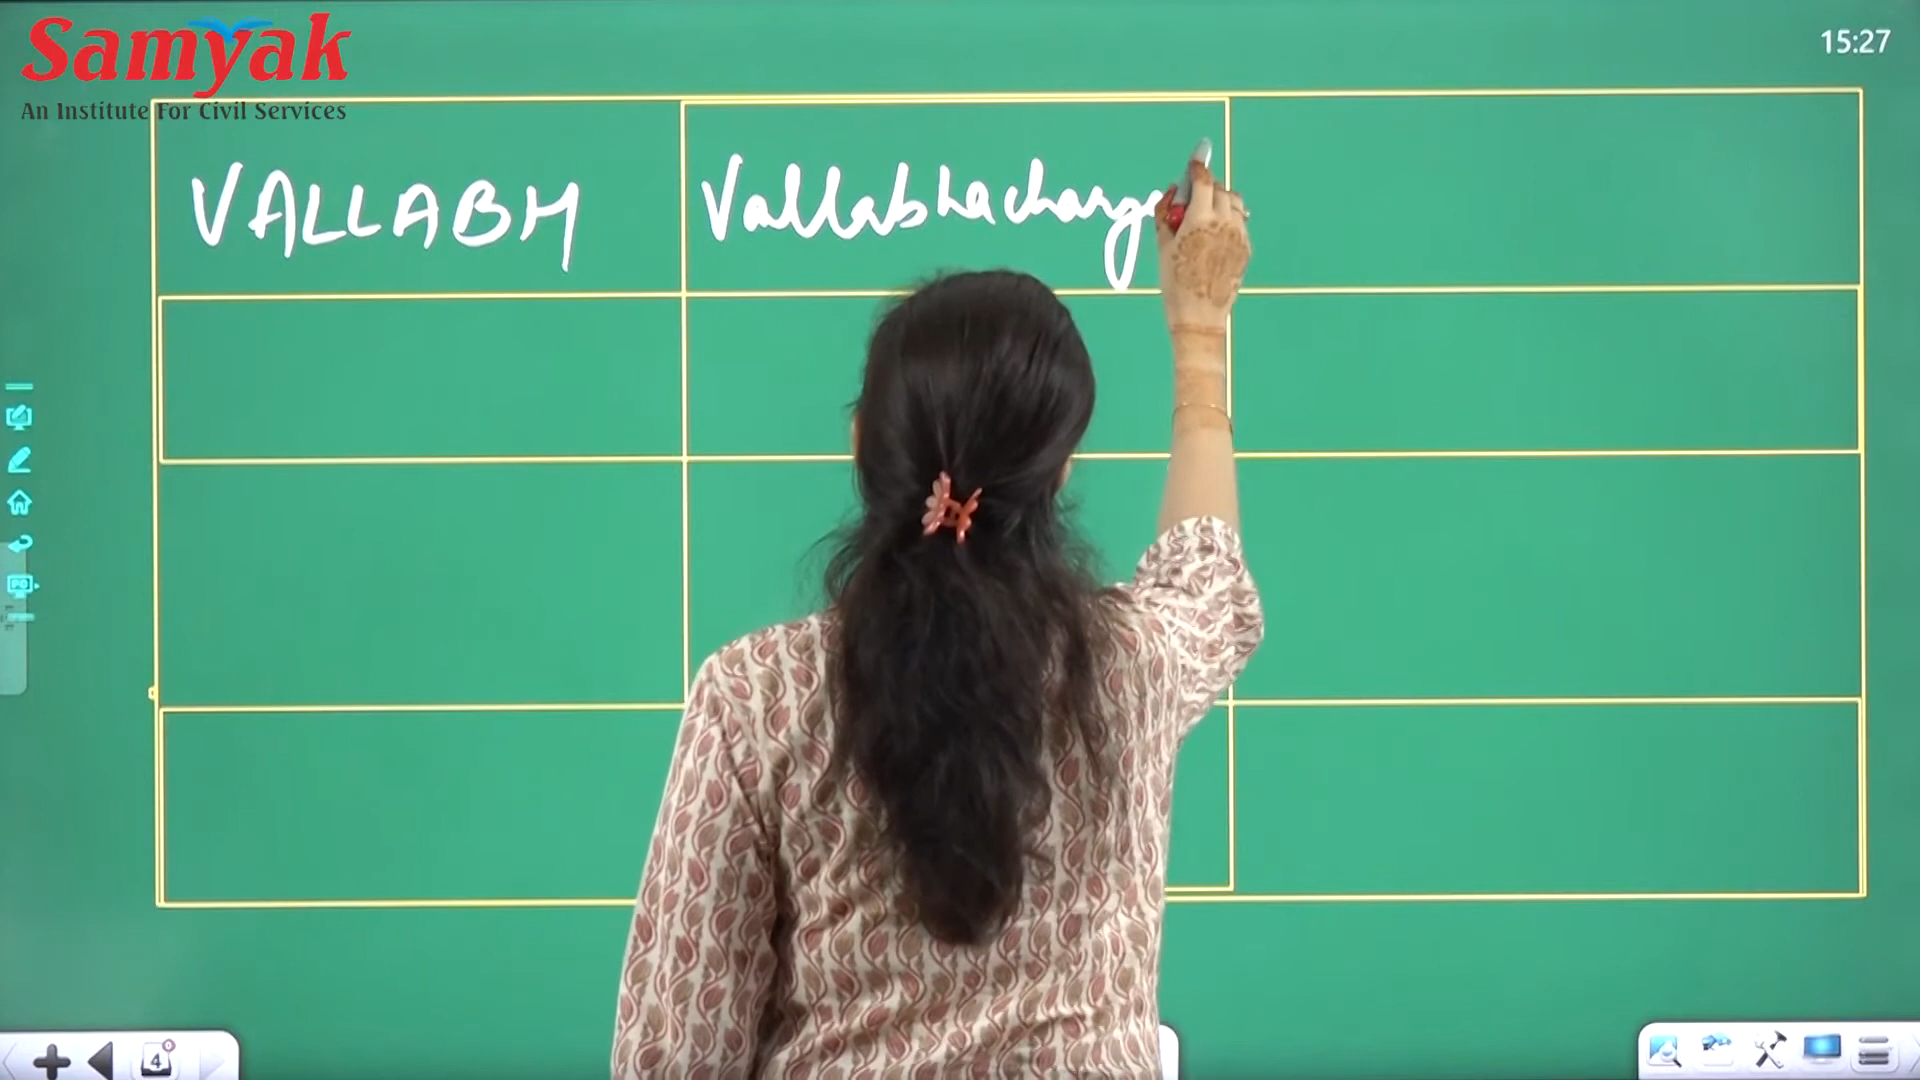 Samyak
An Institute For Civil Services
15:27
VALLABH
Vallabhacharya
4